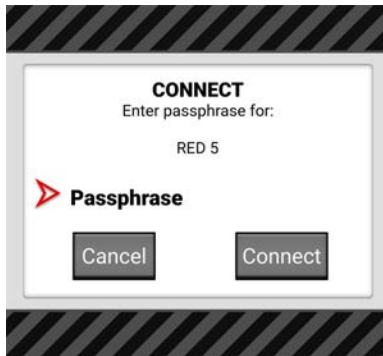 CONNECT
Enter passphrase for:
RED 5
Passphrase
Cancel Connect